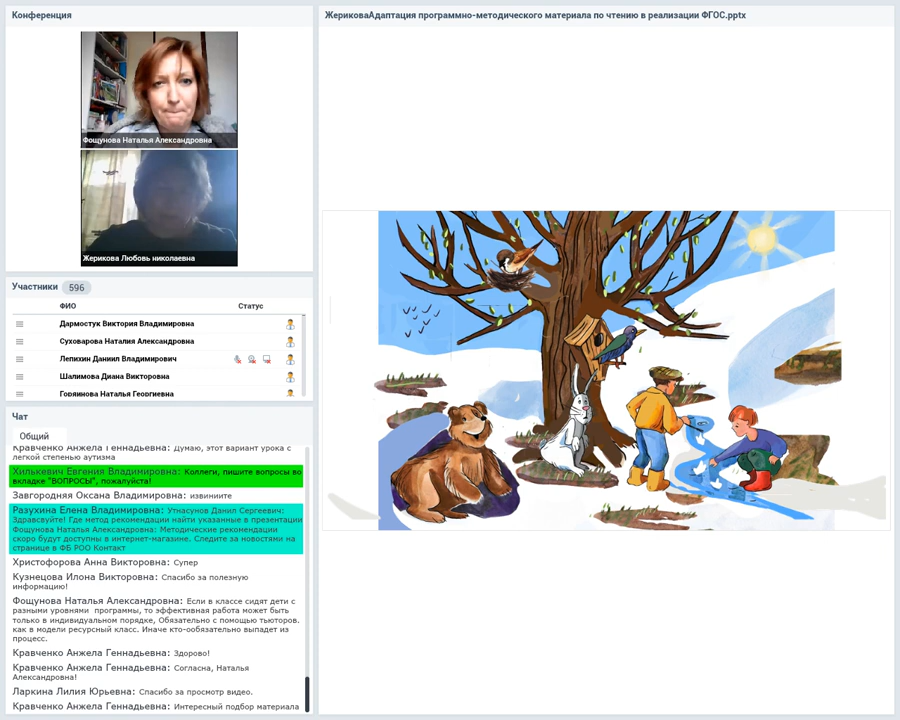 Конференция
Фощунова Наталья Александровна
Жерикова Любовь николаевна
Участники 596
ФИО Статус
Дармостук Виктория Владимировна
Суховарова Наталия Александровна
Лепихин Даниил Владимирович
Шалимова Диана Викторовна
Горяинова Наталья Георгиевна
Чат
Общий
Кравченко Анжела Геннадьевна: Думаю, этот вариант урока с
легкой степенью аутизма
Хилькевич Евгения Владимировна: Коллеги, пишите вопросы во
вкладке "ВОПРОСЫ", пожалуйста!
Завгородняя Оксана Владимировна: извиниите
Разухина Елена Владимировна: Утнасунов Данил Сергеевич:
Здравсвуйте! Где метод рекомендации найти указанные в презентации
Фощунова Наталья Александровна: Методические рекомендации
скоро будут доступны в интернет-магазине. Следите за новостями на
странице в ФБ РОО Контакт
Христофорова Анна Викторовна: Супер
Кузнецова Илона Викторовна: Спасибо за полезную
информацию!
Фощунова Наталья Александровна: Если в классе сидят дети с
разными уровнями программы, то эффективная работа может быть
только в индивидуальном порядке, Обязательно с помощью тьюторов.
как в модели ресурсный класс. Иначе кто-ообязательно выпадет из
процесс.
Кравченко Анжела Геннадьевна: Здорово!
Кравченко Анжела Геннадьевна: Согласна, Наталья
Александровна!
Ларкина Лилия Юрьевна: Спасибо за просмотр видео.
Кравченко Анжела Геннадьевна: Интересный подбор материала
ЖериковаАдаптация программно-методического материала по чтению в реализации ФГОС.pptx